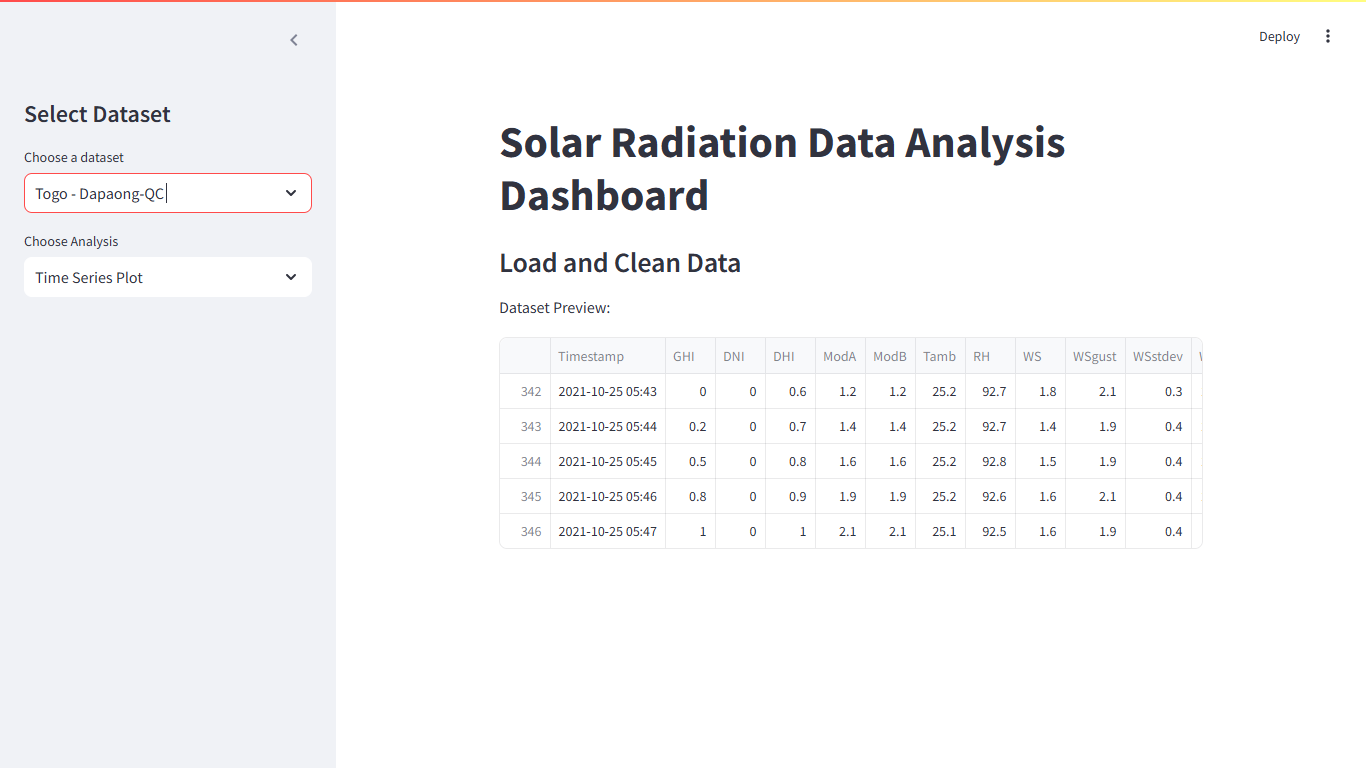 Deploy
Select Dataset
Choose a dataset
Togo - Dapaong-QC
Choose Analysis
Time Series Plot
Solar Radiation Data Analysis
Dashboard
Load and Clean Data
Dataset Preview:
Timestamp GHI DNI DHI ModA ModB Tamb RH WS WSgust WSstdev
342 2021-10-25 05:43 0 0 0.6 1.2 1.2 25.2 92.7 1.8 2.1 0.3
343 2021-10-25 05:44 0.2 0 0.7 1.4 1.4 25.2 92.7 1.4 1.9 0.4
344 2021-10-25 05:45 0.5 0 0.8 1.6 1.6 25.2 92.8 1.5 1.9 0.4
345 2021-10-25 05:46 0.8 0 0.9 1.9 1.9 25.2 92.6 1.6 2.1 0.4
346 2021-10-25 05:47 1 0 1 2.1 2.1 25.1 92.5 1.6 1.9 0.4